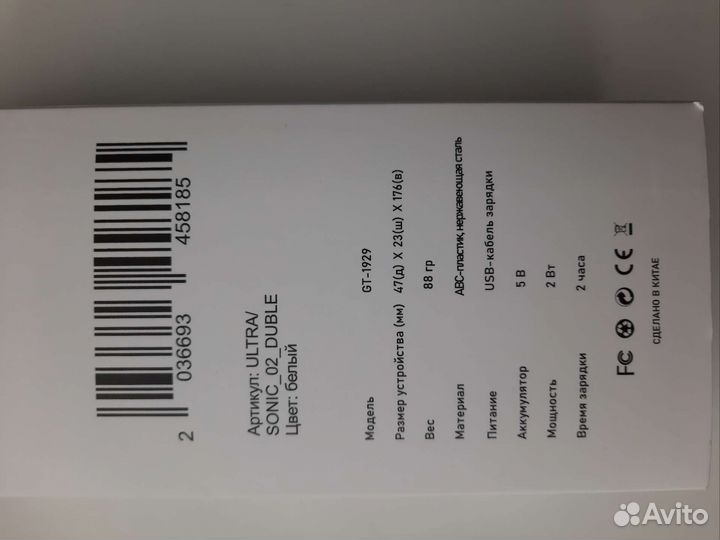 2 036693 458185
Артикул: ULTRA/
SONIC_02_DUBLE
Цвет: белый
Модель GT-1929
Размер устройства (мм) 47(д) X 23(ш) X 176(в)
Вес 88 гр
Материал АВС-пластик, нержавеющая сталь
Питание USB-кабель зарядки
Аккумулятор 5 В
Мощность 2 Вт
Время зарядки 2 часа
FC CE
СДЕЛАНО В КИТАЕ
Avito